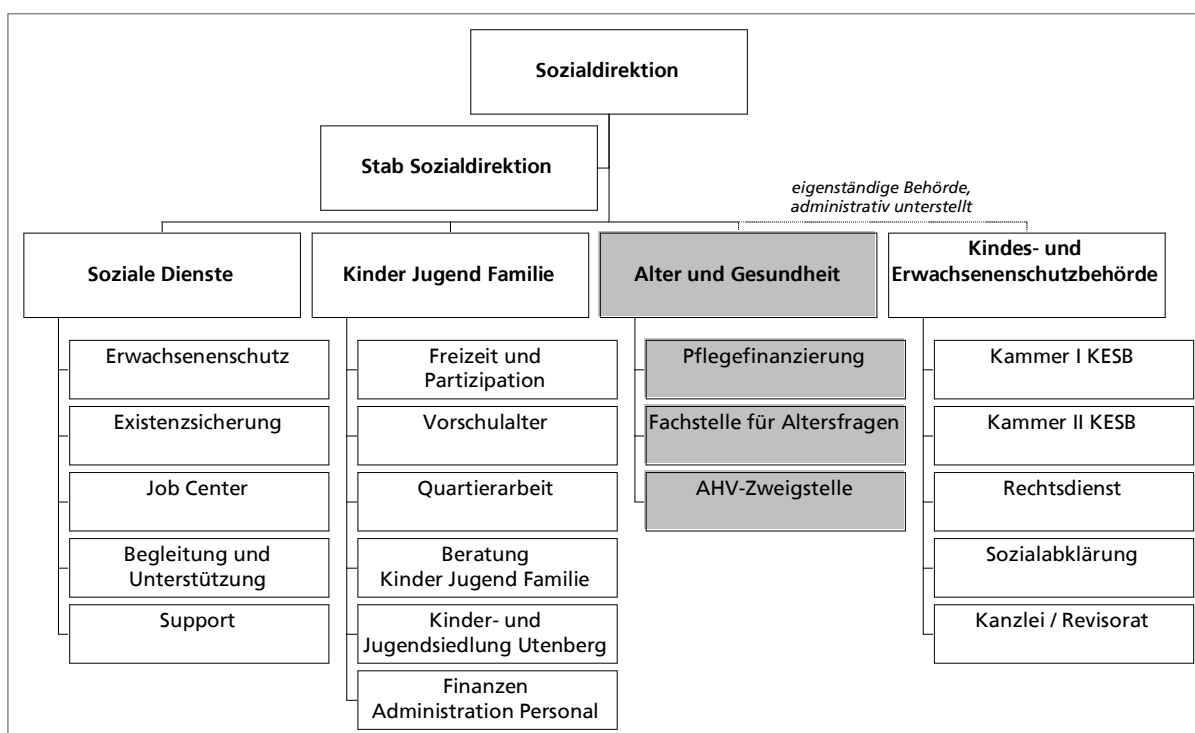 Sozialdirektion
Stab Sozialdirektion
eigenständige Behörde,
administrativ unterstellt
Soziale Dienste
Kinder Jugend Familie
Alter und Gesundheit
Kindes- und
Erwachsenenschutzbehörde
Erwachsenenschutz
Existenzsicherung
Job Center
Begleitung und
Unterstützung
Support
Freizeit und
Partizipation
Vorschulalter
Quartierarbeit
Beratung
Kinder Jugend Familie
Kinder- und
Jugendsiedlung Utenberg
Finanzen
Administration Personal
Pflegefinanzierung
Fachstelle für Altersfragen
AHV-Zweigstelle
Kammer I KESB
Kammer II KESB
Rechtsdienst
Sozialabklärung
Kanzlei / Revisorat